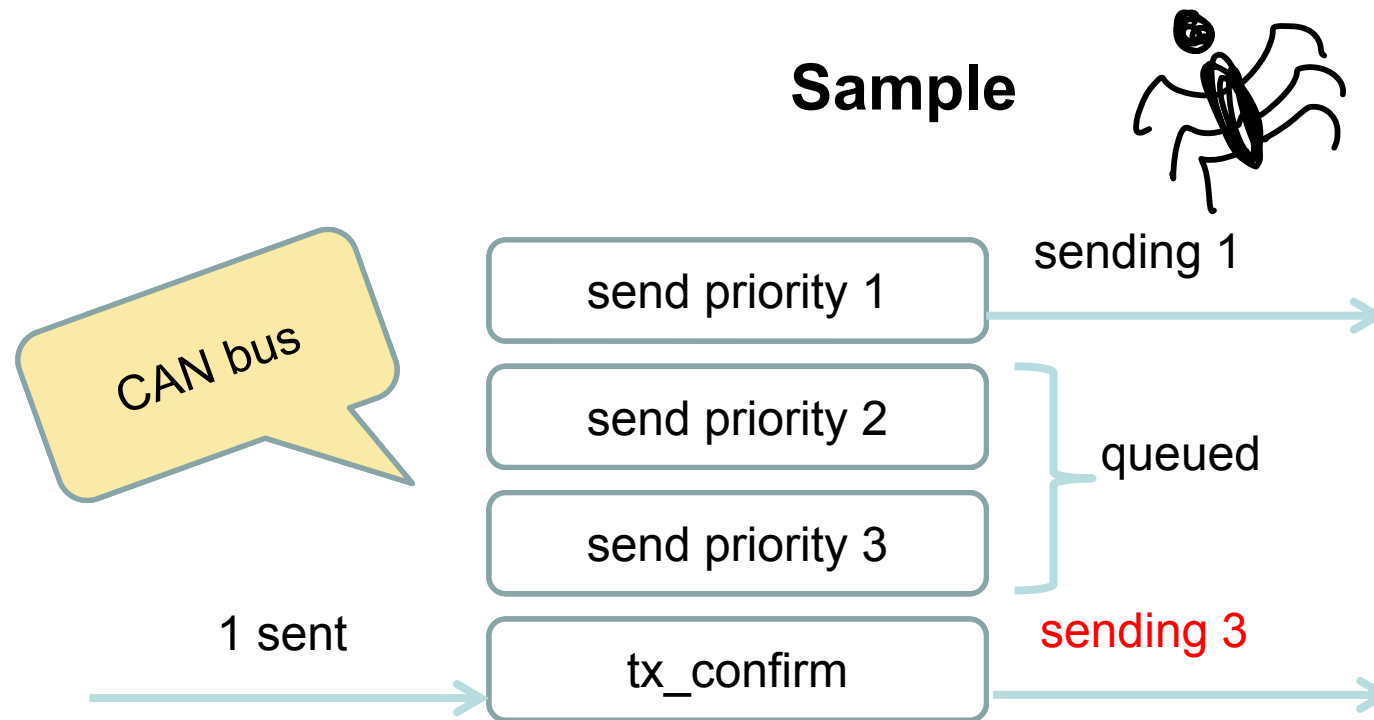 Sample
sending 1
send priority 1
CAN bus
send priority 2
queued
send priority 3
1 sent
sending 3
tx_confirm